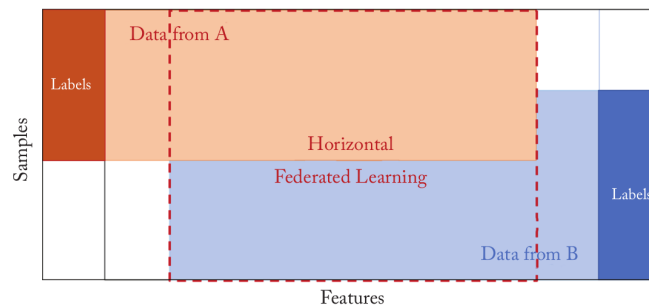 Data from A
Labels
Horizontal
Federated Learning
Labels
Data from B
Samples
Features